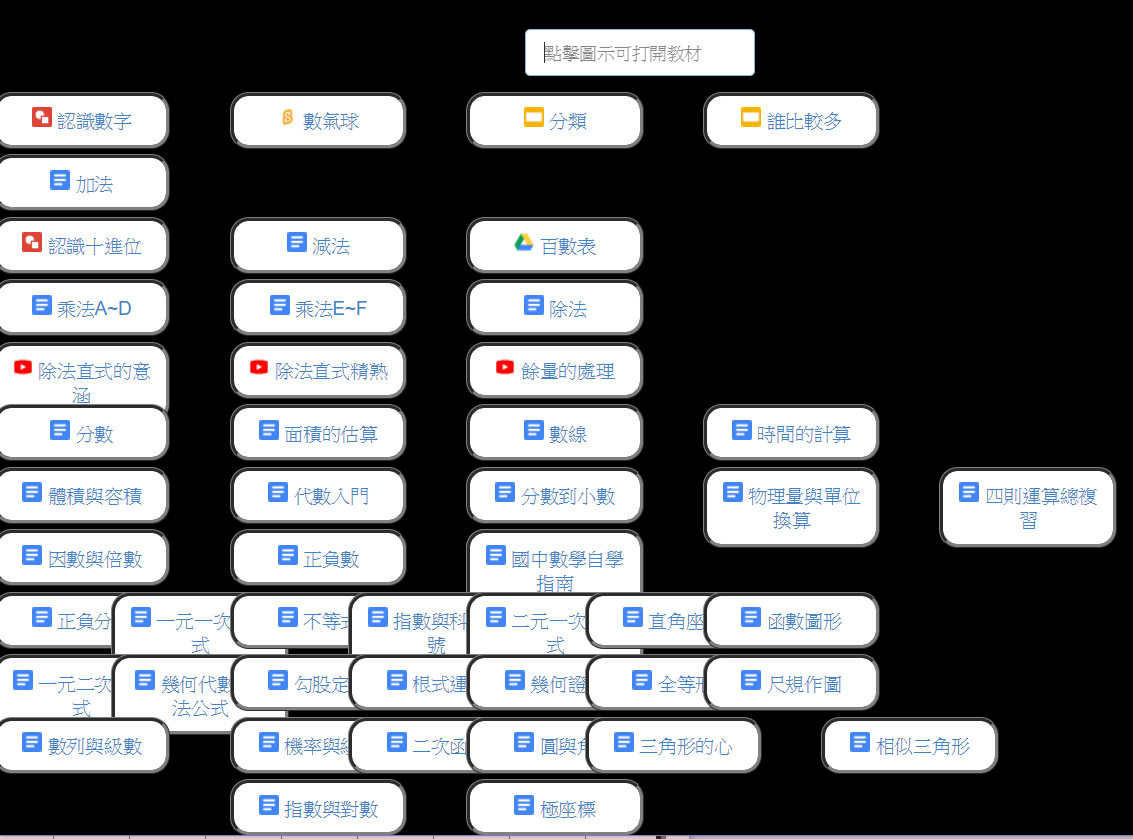 點擊圖示可打開教材
認識數字 數氣球 分類 誰比較多
加法
認識十進位 減法 百數表
乘法A~D 乘法E~F 除法
除法直式的意 除法直式精熟 餘量的處理
涵
分數 面積的估算 數線 時間的計算
體積與容積 代數入門 分數到小數 物理量與單位 四則運算總複
換算 習
因數與倍數 正負數 國中數學自學
指南
正負分 一元一次 不等 指數與科 二元一次 直角座 函數圖形
式 號 式
一元二次 幾何代數 勾股定 根式運 幾何證 全等形 尺規作圖
式 法公式
數列與級數 機率與 二次函 圓與角 三角形的心 相似三角形
指數與對數 極座標